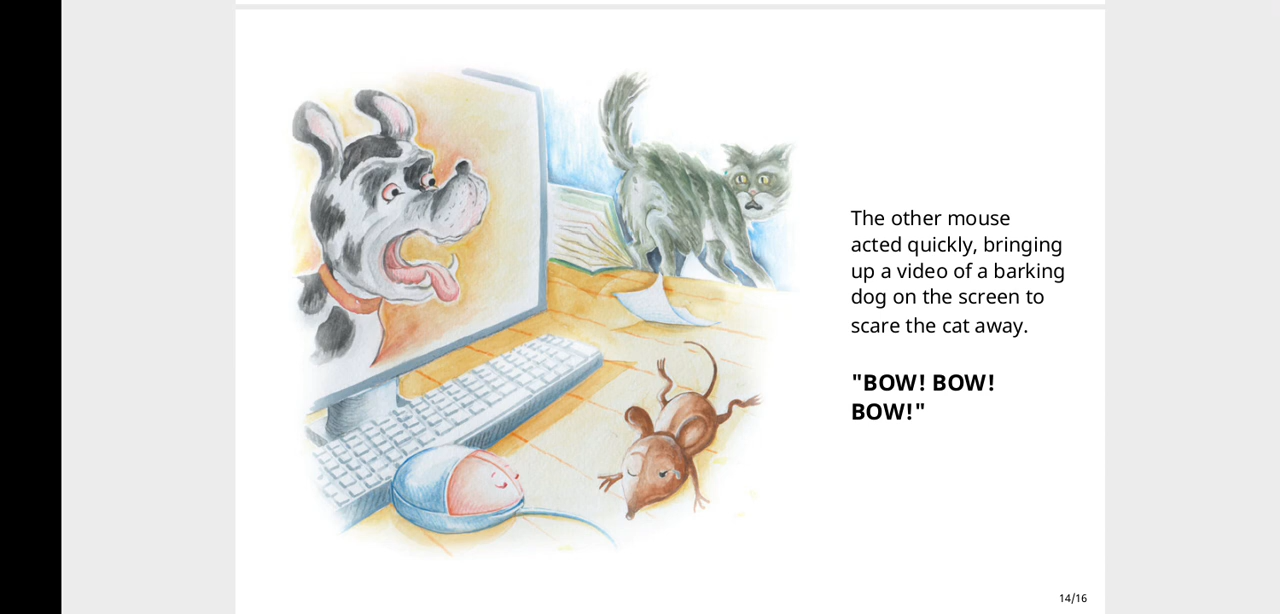 The other mouse
acted quickly, bringing
up a video of a barking
dog on the screen to
scare the cat away.
"BOW! BOW!
BOW!"
14/16